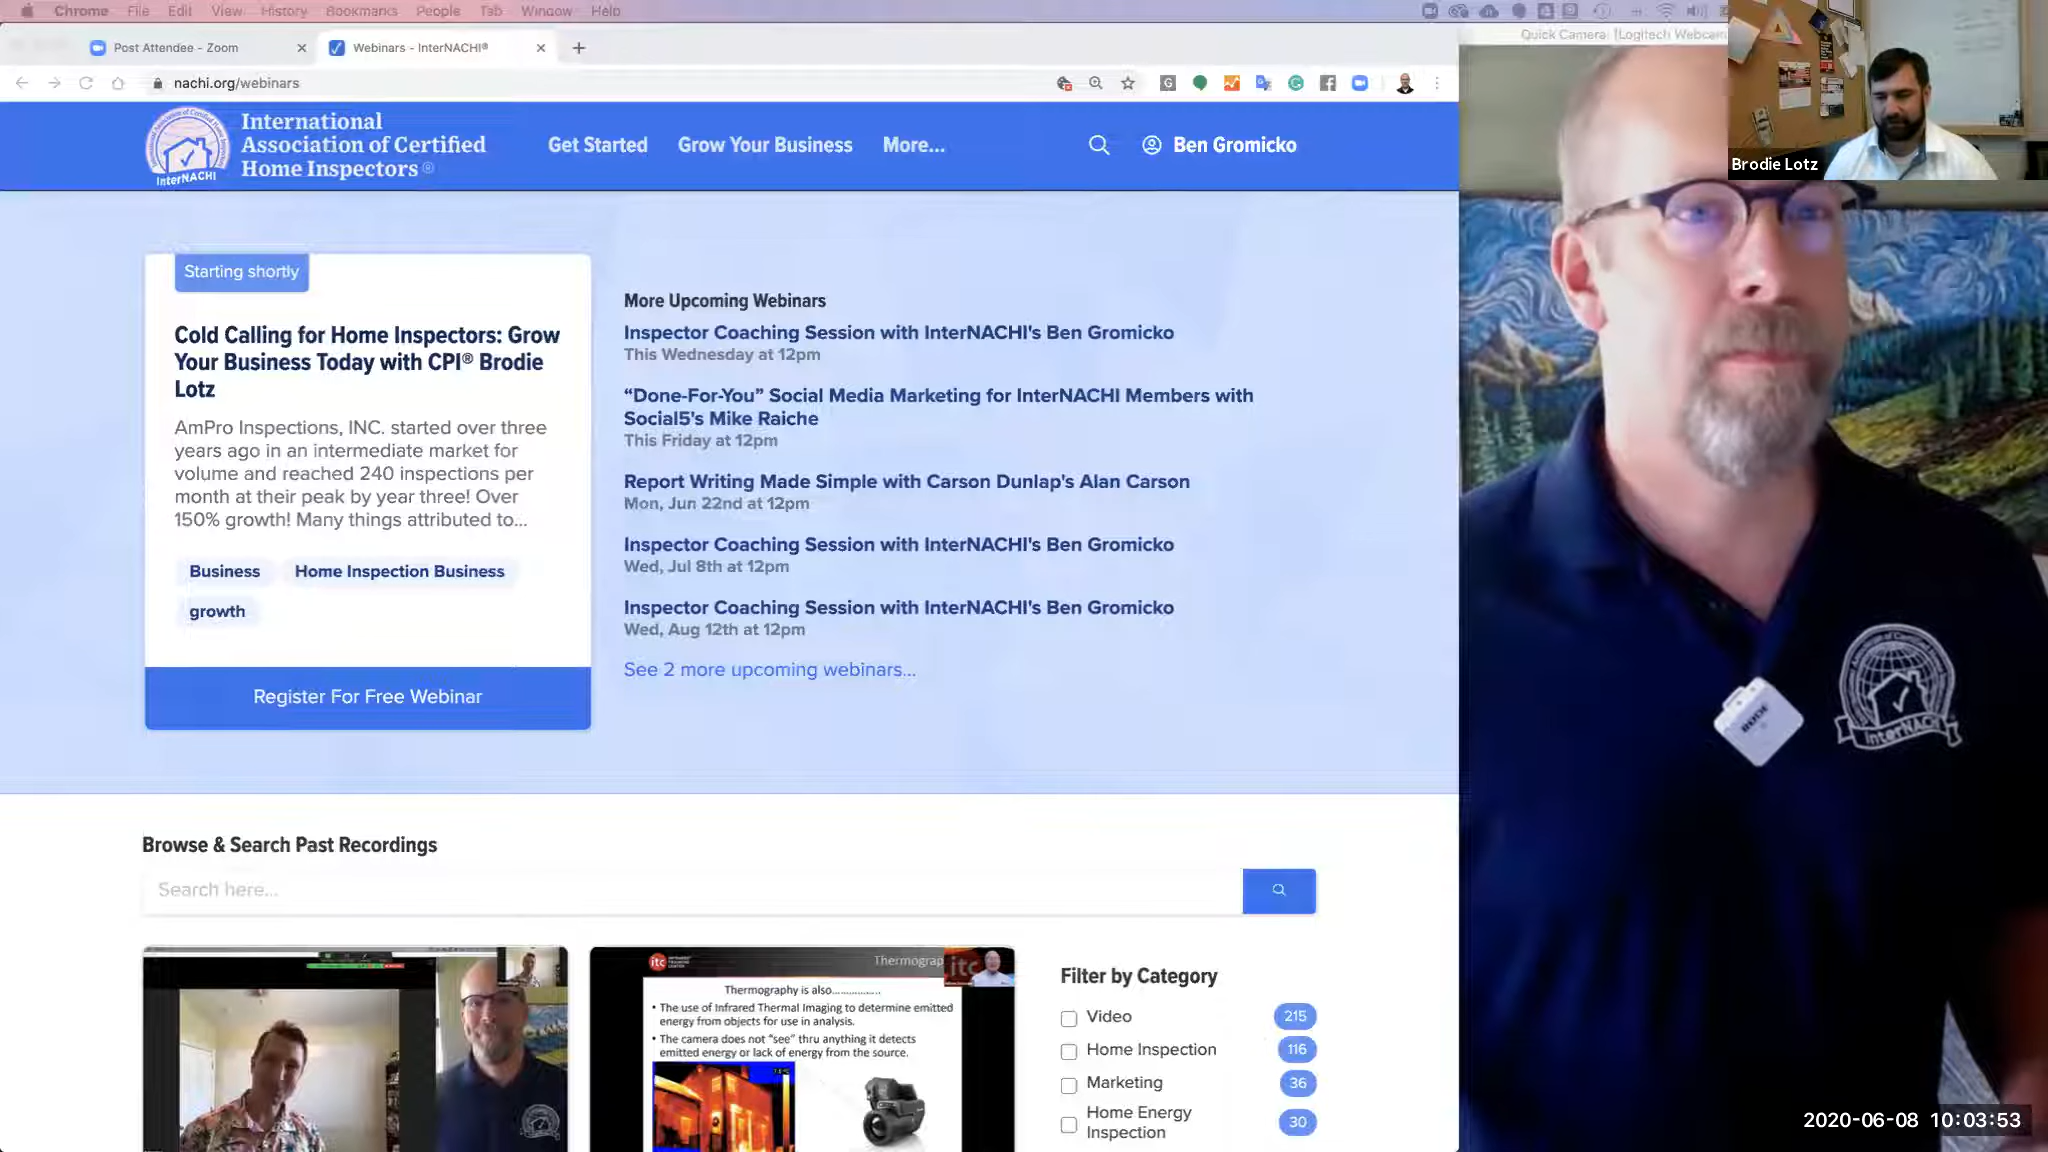 Chrome File Edit View History Bookmarks People Tab Window Help
Post Attendee - Zoom
Webinars - InterNACHI®
Quick Camera [Logitech Webcam
nachi.org/webinars
International
Association of Certified
Home Inspectors ®
InterNACHI
Get Started
Grow Your Business
More...
Ben Gromicko
Brodie Lotz
Starting shortly
Cold Calling for Home Inspectors: Grow
Your Business Today with CPI® Brodie
Lotz
AmPro Inspections, INC. started over three
years ago in an intermediate market for
volume and reached 240 inspections per
month at their peak by year three! Over
150% growth! Many things attributed to...
Business
Home Inspection Business
growth
Register For Free Webinar
More Upcoming Webinars
Inspector Coaching Session with InterNACHI's Ben Gromicko
This Wednesday at 12pm
“Done-For-You” Social Media Marketing for InterNACHI Members with
Social5's Mike Raiche
This Friday at 12pm
Report Writing Made Simple with Carson Dunlap's Alan Carson
Mon, Jun 22nd at 12pm
Inspector Coaching Session with InterNACHI's Ben Gromicko
Wed, Jul 8th at 12pm
Inspector Coaching Session with InterNACHI's Ben Gromicko
Wed, Aug 12th at 12pm
See 2 more upcoming webinars...
RODE
InterNACHI
Browse & Search Past Recordings
Search here...
itc
Thermograp
itc
Thermography is also...............
• The use of Infrared Thermal Imaging to determine emitted
energy from objects for use in analysis.
• The camera does not “see” thru anything it detects
emitted energy or lack of energy from the source.
Filter by Category
Video 215
Home Inspection 116
Marketing 36
Home Energy
Inspection 30
2020-06-08 10:03:53